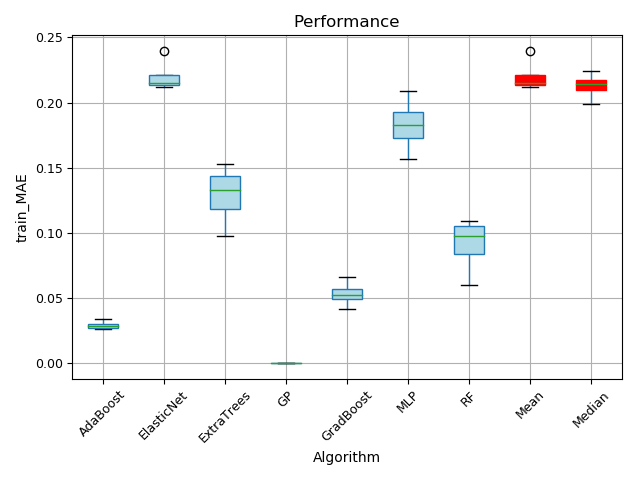 Performance
train_MAE
0.25
0.20
0.15
0.10
0.05
0.00
AdaBoost
ElasticNet
ExtraTrees
GP
GradBoost
MLP
RF
Mean
Median
Algorithm